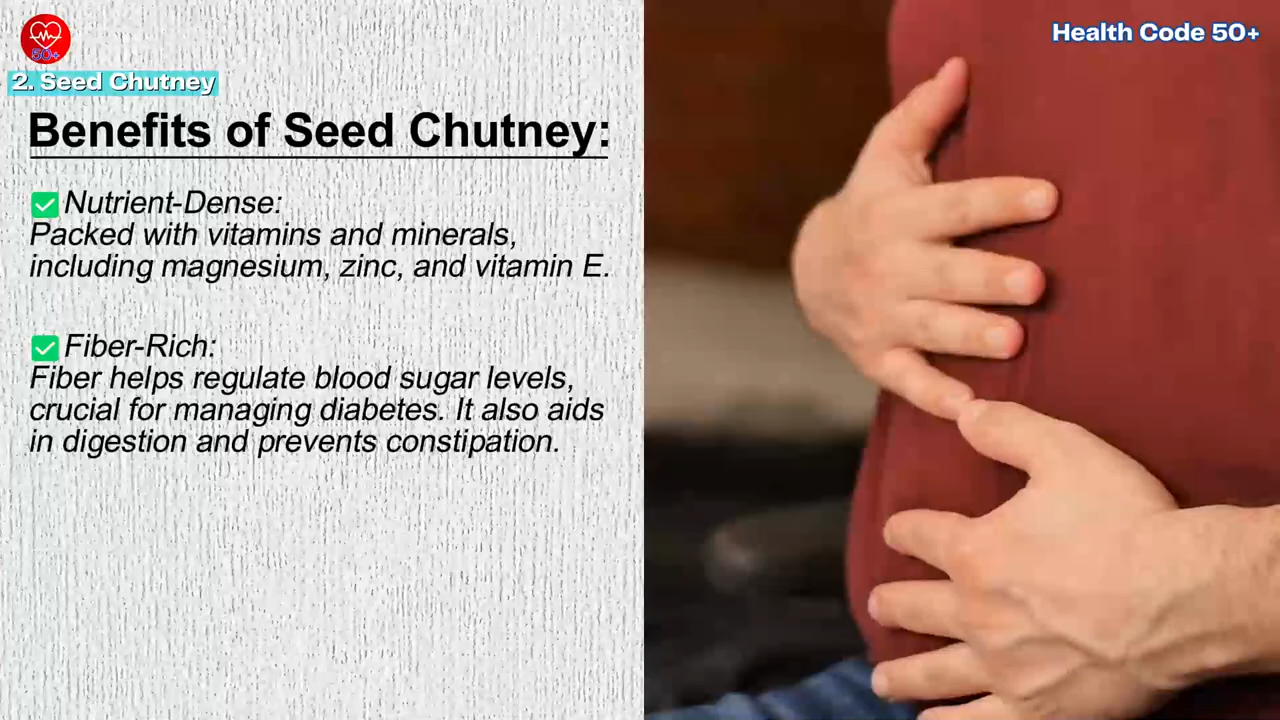 50+
Health Code 50+
2. Seed Chutney
Benefits of Seed Chutney:
✅Nutrient-Dense:
Packed with vitamins and minerals,
including magnesium, zinc, and vitamin E.
✅Fiber-Rich:
Fiber helps regulate blood sugar levels,
crucial for managing diabetes. It also aids
in digestion and prevents constipation.